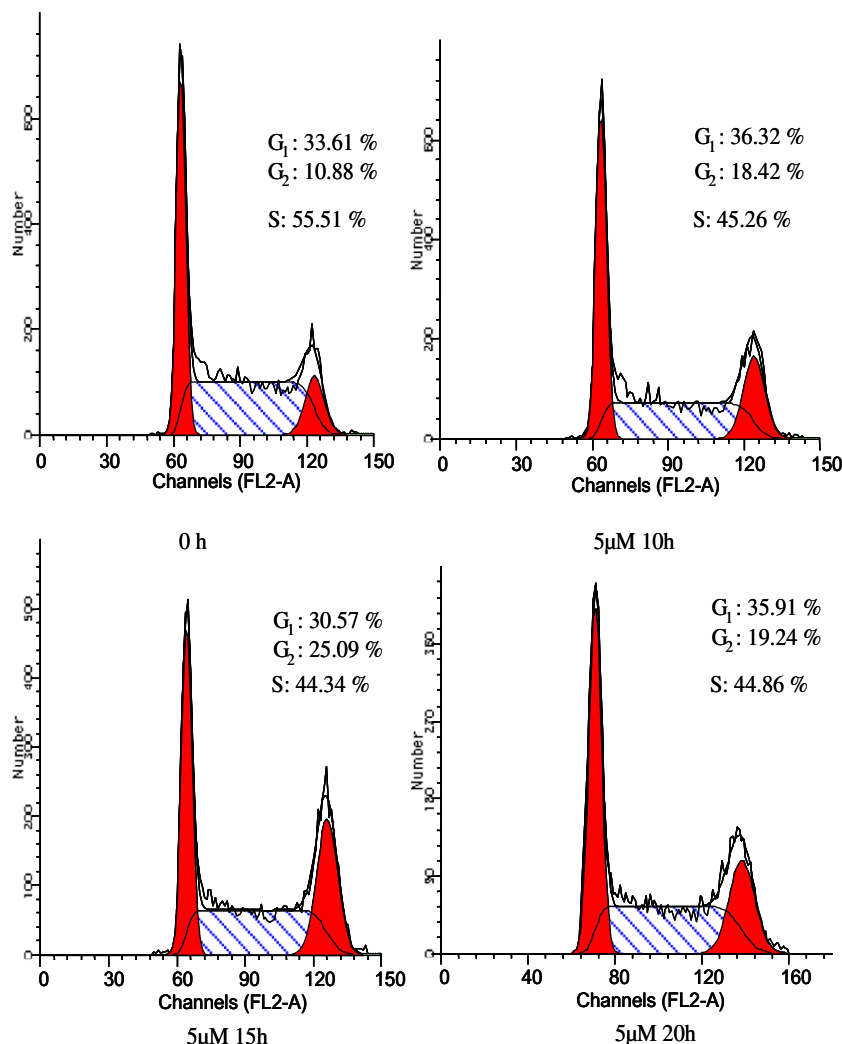 G1: 33.61 %
G2: 10.88 %
S: 55.51 %
Number
0 200 400 600
0 30 60 90 120 150
Channels (FL2-A)
0 h
G1: 36.32 %
G2: 18.42 %
S: 45.26 %
Number
0 200 400 600
0 30 60 90 120 150
Channels (FL2-A)
5µM 10h
G1: 30.57 %
G2: 25.09 %
S: 44.34 %
Number
0 100 200 300 400 500
0 30 60 90 120 150
Channels (FL2-A)
5µM 15h
G1: 35.91 %
G2: 19.24 %
S: 44.86 %
Number
0 90 180 270 360
0 40 80 120 160
Channels (FL2-A)
5µM 20h